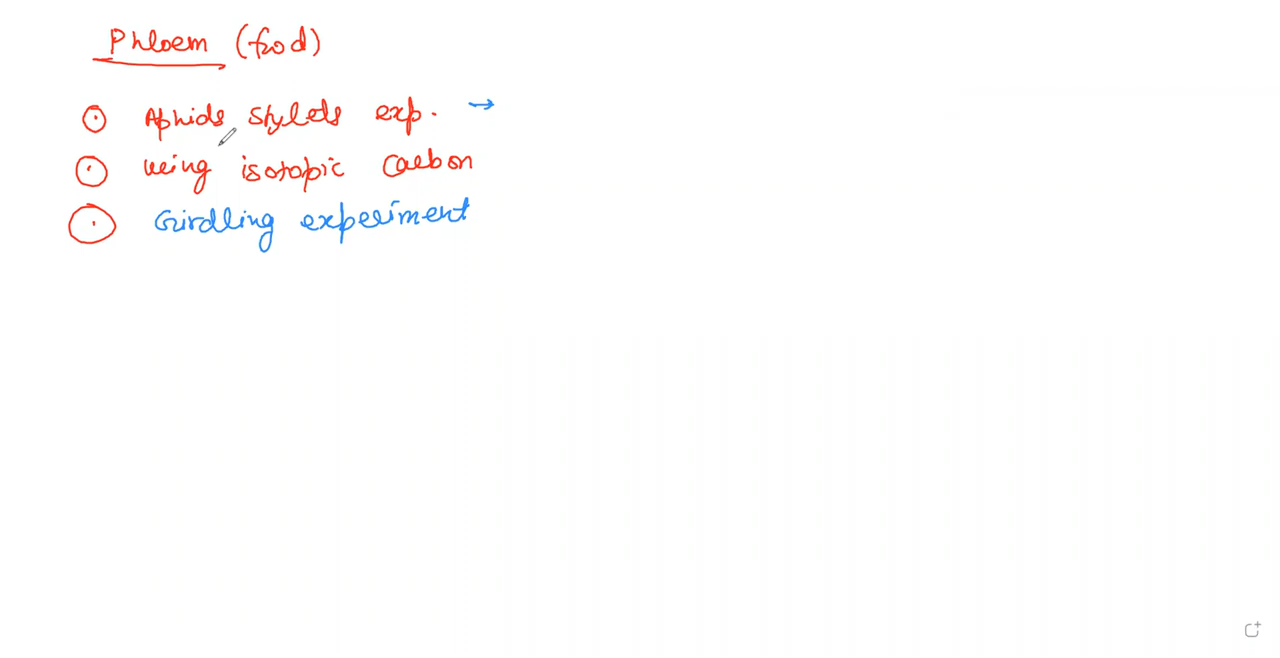 Phloem (food)
Aphids stylets exp. →
using isotopic carbon
Girdling experiment